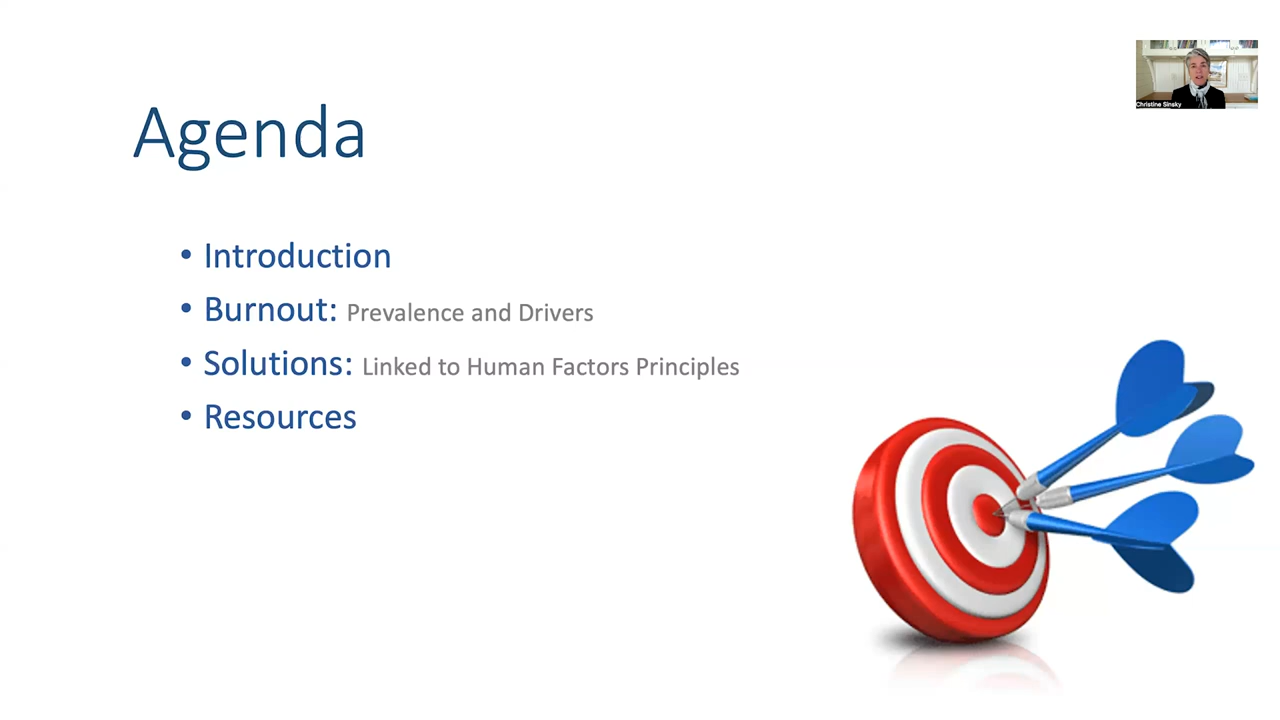 Christine Sinsky
Agenda
• Introduction
• Burnout: Prevalence and Drivers
• Solutions: Linked to Human Factors Principles
• Resources